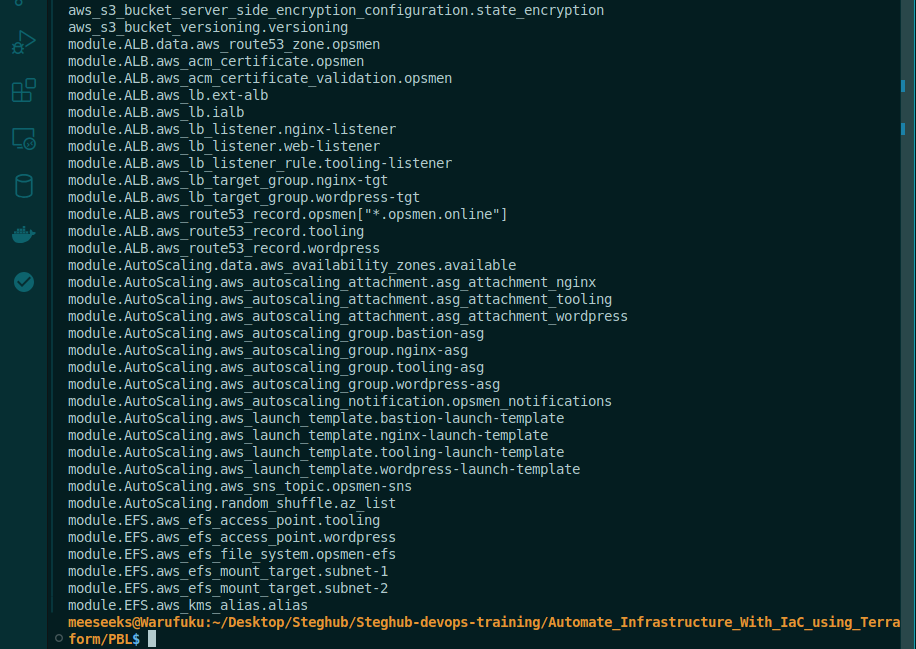 aws_s3_bucket_server_side_encryption_configuration.state_encryption
aws_s3_bucket_versioning.versioning
module.ALB.data.aws_route53_zone.opsmen
module.ALB.aws_acm_certificate.opsmen
module.ALB.aws_acm_certificate_validation.opsmen
module.ALB.aws_lb.ext-alb
module.ALB.aws_lb.ialb
module.ALB.aws_lb_listener.nginx-listener
module.ALB.aws_lb_listener.web-listener
module.ALB.aws_lb_listener_rule.tooling-listener
module.ALB.aws_lb_target_group.nginx-tgt
module.ALB.aws_lb_target_group.wordpress-tgt
module.ALB.aws_route53_record.opsmen["*.opsmen.online"]
module.ALB.aws_route53_record.tooling
module.ALB.aws_route53_record.wordpress
module.AutoScaling.data.aws_availability_zones.available
module.AutoScaling.aws_autoscaling_attachment.asg_attachment_nginx
module.AutoScaling.aws_autoscaling_attachment.asg_attachment_tooling
module.AutoScaling.aws_autoscaling_attachment.asg_attachment_wordpress
module.AutoScaling.aws_autoscaling_group.bastion-asg
module.AutoScaling.aws_autoscaling_group.nginx-asg
module.AutoScaling.aws_autoscaling_group.tooling-asg
module.AutoScaling.aws_autoscaling_group.wordpress-asg
module.AutoScaling.aws_autoscaling_notification.opsmen_notifications
module.AutoScaling.aws_launch_template.bastion-launch-template
module.AutoScaling.aws_launch_template.nginx-launch-template
module.AutoScaling.aws_launch_template.tooling-launch-template
module.AutoScaling.aws_launch_template.wordpress-launch-template
module.AutoScaling.aws_sns_topic.opsmen-sns
module.AutoScaling.random_shuffle.az_list
module.EFS.aws_efs_access_point.tooling
module.EFS.aws_efs_access_point.wordpress
module.EFS.aws_efs_file_system.opsmen-efs
module.EFS.aws_efs_mount_target.subnet-1
module.EFS.aws_efs_mount_target.subnet-2
module.EFS.aws_kms_alias.alias
meeseeks@Warufuku:~/Desktop/Steghub/Steghub-devops-training/Automate_Infrastructure_With_IaC_using_Terra
form/PBL$